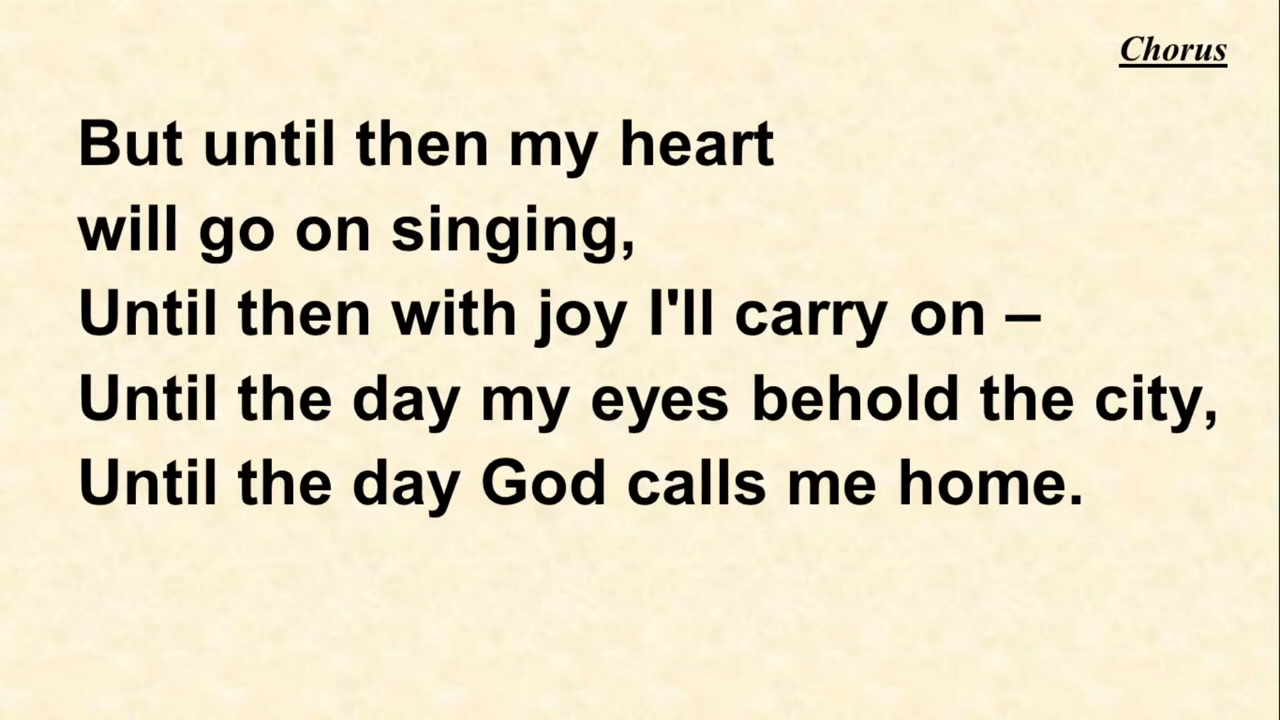 Chorus
But until then my heart
will go on singing,
Until then with joy I'll carry on –
Until the day my eyes behold the city,
Until the day God calls me home.